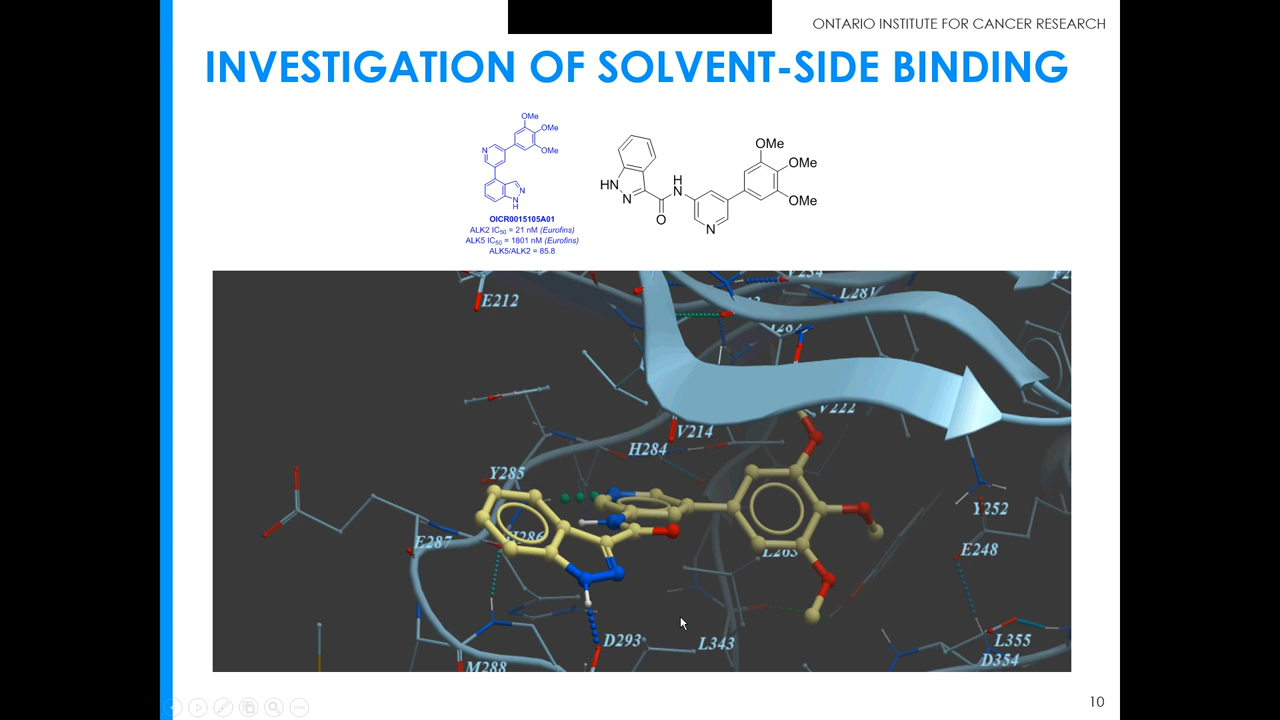 ONTARIO INSTITUTE FOR CANCER RESEARCH
INVESTIGATION OF SOLVENT-SIDE BINDING
OMe
OMe
OMe
N
N
N
H
OICR0015105A01
ALK2 IC50 = 21 nM (Eurofins)
ALK5 IC50 = 1801 nM (Eurofins)
ALK5/ALK2 = 85.8
OMe
OMe
OMe
H
N
HN
N
O
N
E212
L281
V222
V214
H284
Y285
Y252
E248
E287
H286
L263
D293
L343
L355
D354
M288
10